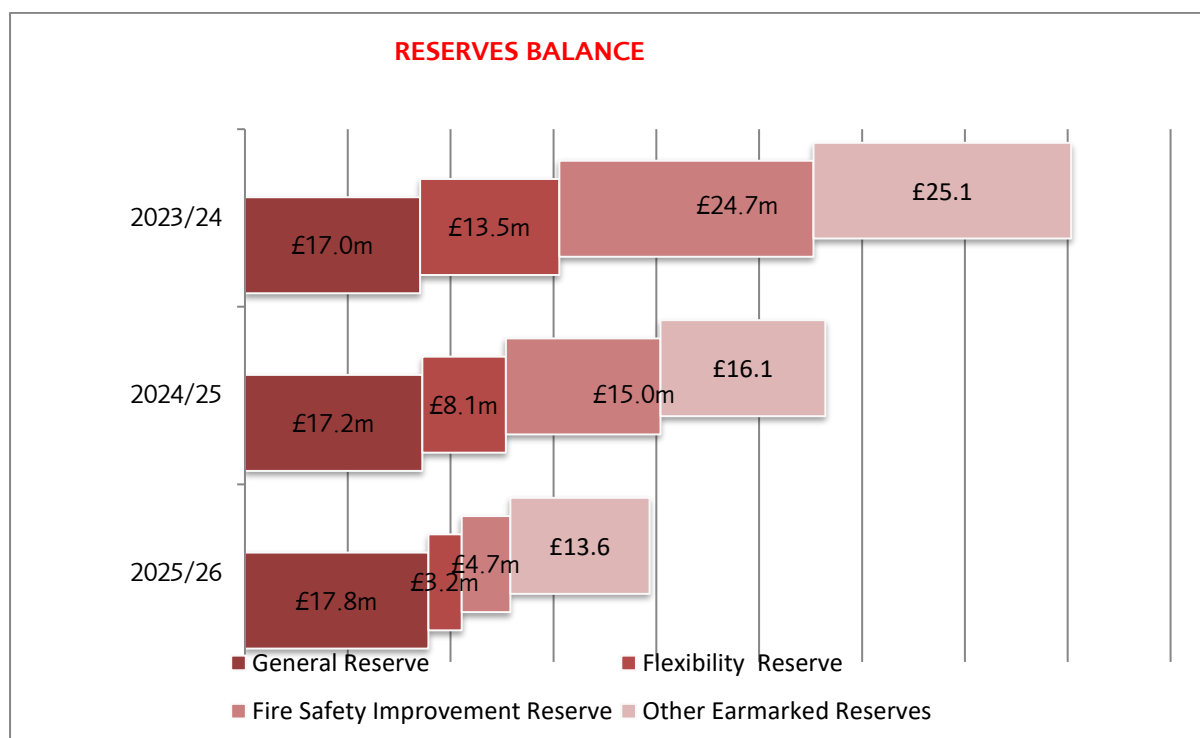 RESERVES BALANCE
2023/24
£17.0m
£13.5m
£24.7m
£25.1
2024/25
£17.2m
£8.1m
£15.0m
£16.1
2025/26
£17.8m
£3.2m
£4.7m
£13.6
General Reserve
Flexibility Reserve
Fire Safety Improvement Reserve
Other Earmarked Reserves